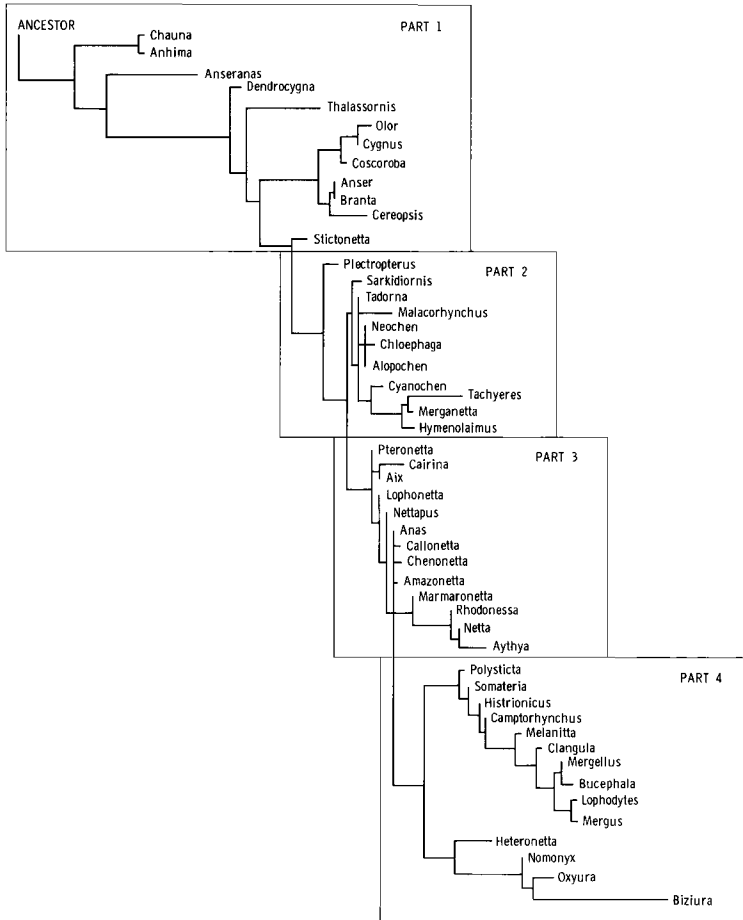 ANCESTOR
PART 1
Chauna
Anhima
Anseranas
Dendrocygna
Thalassornis
Olor
Cygnus
Coscoroba
Anser
Branta
Cereopsis
Stictonetta
Plectropterus
PART 2
Sarkidiornis
Tadorna
Malacorhynchus
Neochen
Chloephaga
Alopochen
Cyanochen
Tachyeres
Merganetta
Hymenolaimus
Pteronetta
PART 3
Cairina
Aix
Lophonetta
Nettapus
Anas
Callonetta
Chenonetta
Amazonetta
Marmaronetta
Rhodonessa
Netta
Aythya
Polysticta
PART 4
Somateria
Histrionicus
Camptorhynchus
Melanitta
Clangula
Mergellus
Bucephala
Lophodytes
Mergus
Heteronetta
Nomonyx
Oxyura
Biziura